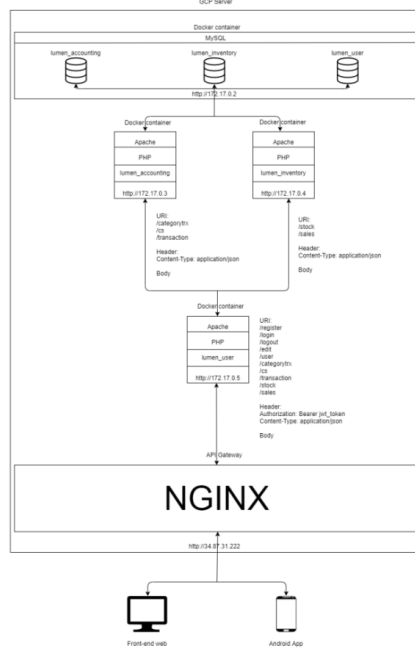 GCP Server
Docker container
MySQL
lumen_accounting
lumen_inventory
lumen_user
http://172.17.0.2
Docker container
Apache
PHP
lumen_accounting
http://172.17.0.3
Docker container
Apache
PHP
lumen_inventory
http://172.17.0.4
URI:
/categorytrx
/cs
/transaction
Header:
Content-Type: application/json
Body
URI:
/stock
/sales
Header:
Content-Type: application/json
Body
Docker container
Apache
PHP
lumen_user
http://172.17.0.5
URI:
/register
/login
/logout
/edit
/user
/categorytrx
/cs
/transaction
/stock
/sales
Header:
Authorization: Bearer jwt_token
Content-Type: application/json
Body
API Gateway
NGINX
http://34.87.31.222
Front-end web
Android App